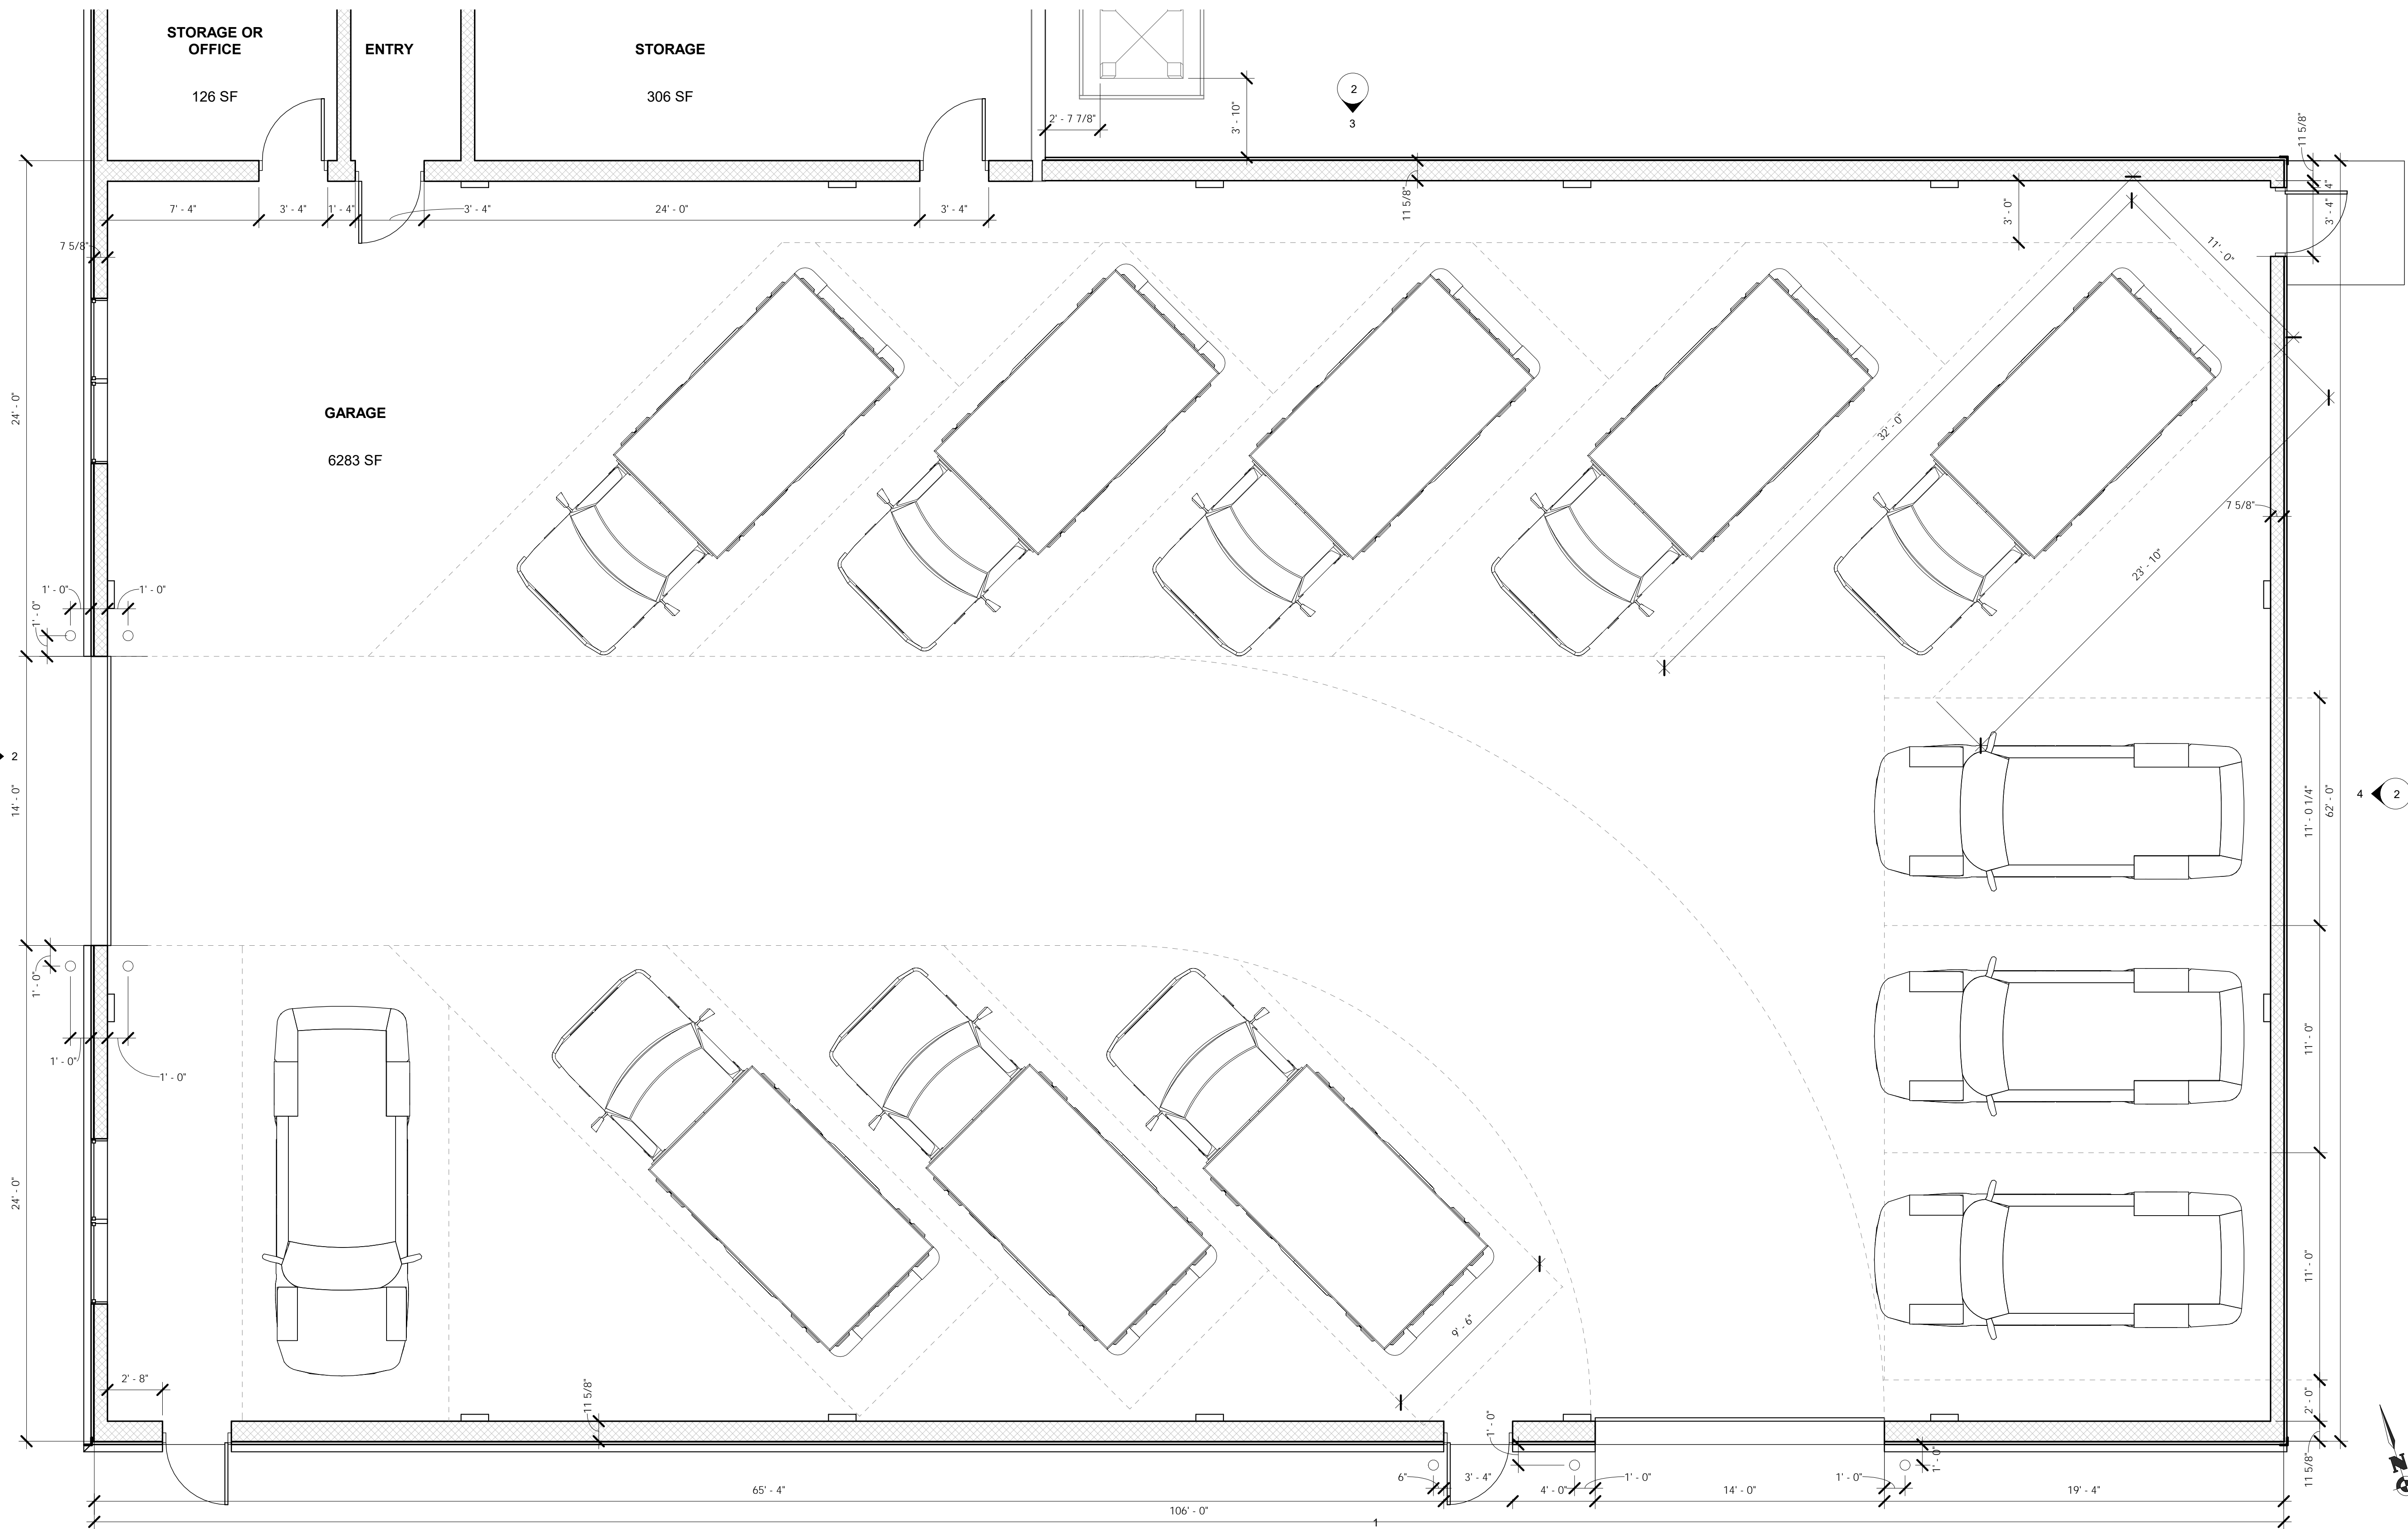 STORAGE OR
OFFICE
126 SF
ENTRY
STORAGE
306 SF
2' - 7 7/8"
3' - 10"
2
3
11 5/8"
4"
3' - 4"
7' - 4"
3' - 4"
1' - 4"
3' - 4"
24' - 0"
3' - 4"
11 5/8"
3' - 0"
11' - 0"
7 5/8"
24' - 0"
GARAGE
6283 SF
32' - 0"
7 5/8"
23' - 10"
1' - 0"
1' - 0"
1' - 0"
2
14' - 0"
11' - 0 1/4"
62' - 0"
4
2
1' - 0"
1' - 0"
1' - 0"
11' - 0"
24' - 0"
11' - 0"
9' - 6"
2' - 8"
11 5/8"
1' - 0"
2' - 0"
1' - 0"
11 5/8"
N
6"
3' - 4"
4' - 0"
1' - 0"
1' - 0"
65' - 4"
14' - 0"
19' - 4"
106' - 0"
1